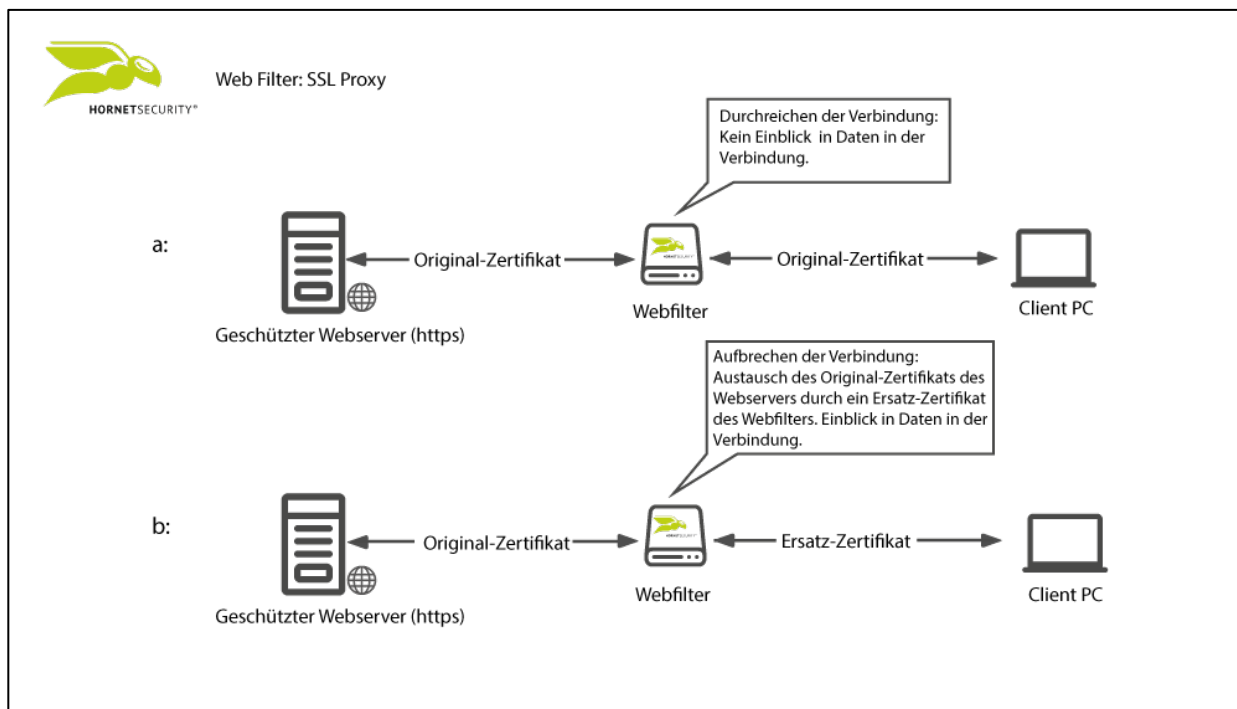 HORNETSECURITY®
Web Filter: SSL Proxy
Durchreichen der Verbindung:
Kein Einblick in Daten in der
Verbindung.
a:
Original-Zertifikat
HORNETSECURITY
Original-Zertifikat
Geschützter Webserver (https)
Webfilter
Client PC
Aufbrechen der Verbindung:
Austausch des Original-Zertifikats des
Webservers durch ein Ersatz-Zertifikat
des Webfilters. Einblick in Daten in der
Verbindung.
b:
Original-Zertifikat
HORNETSECURITY
Ersatz-Zertifikat
Geschützter Webserver (https)
Webfilter
Client PC